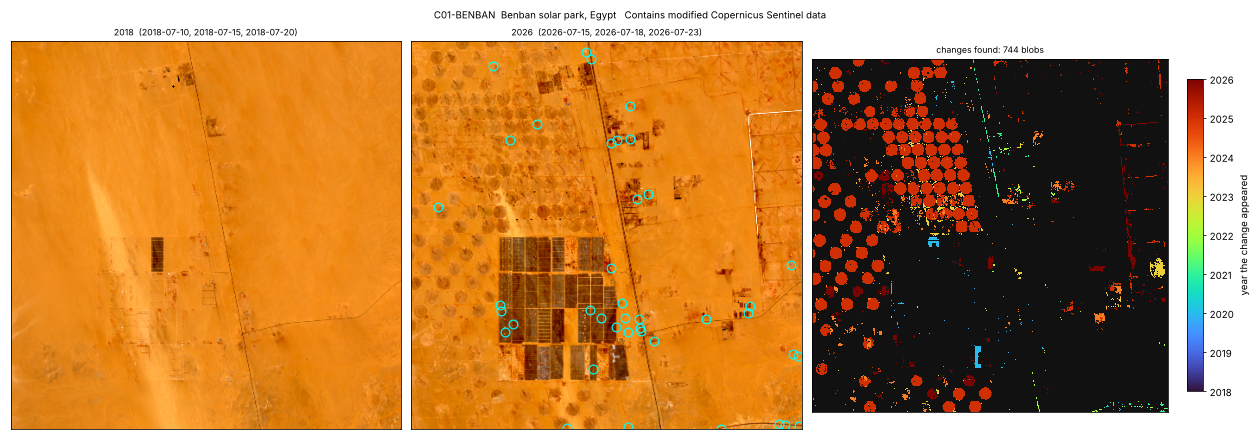 C01-BENBAN  Benban solar park, Egypt   Contains modified Copernicus Sentinel data
2018  (2018-07-10, 2018-07-15, 2018-07-20)
2026  (2026-07-15, 2026-07-18, 2026-07-23)
changes found: 744 blobs
2026
2025
2024
2023
2022
2021
2020
2019
2018
year the change appeared